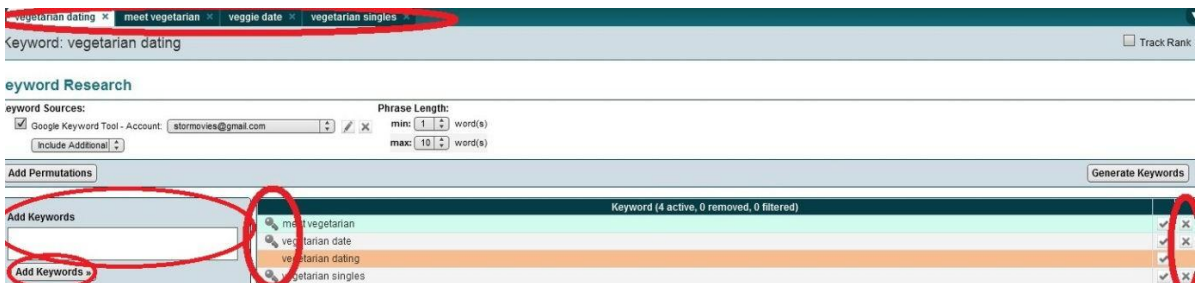 vegetarian dating × meet vegetarian × veggie date × vegetarian singles ×
Keyword: vegetarian dating
Track Rank
eyword Research
eyword Sources:
Phrase Length:
Google Keyword Tool - Account: stormovies@gmail.com
min: 1 word(s)
Include Additional
max: 10 word(s)
Add Permutations
Generate Keywords
Add Keywords
Add Keywords »
Keyword (4 active, 0 removed, 0 filtered)
meet vegetarian
vegetarian date
vegetarian dating
vegetarian singles